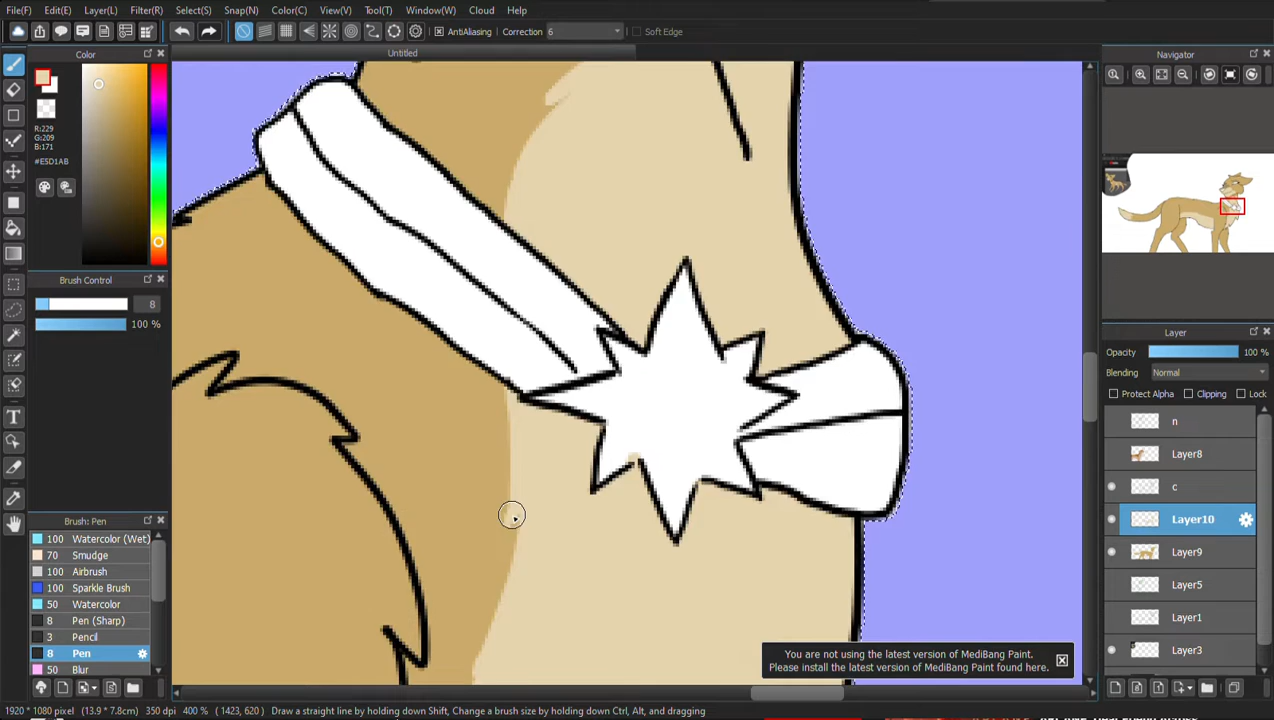 File(F) Edit(E) Layer(L) Filter(R) Select(S) Snap(N) Color(C) View(V) Tool(T) Window(W) Cloud Help
AntiAliasing Correction 6 Soft Edge
Color
Untitled
Navigator
R:229
G:209
B:171
#E5D1AB
Brush Control
8
100 %
Layer
Opacity 100 %
Blending Normal
Protect Alpha Clipping Lock
n
Layer8
c
Layer10
Layer9
Layer5
Layer1
Layer3
Brush: Pen
100 Watercolor (Wet)
70 Smudge
100 Airbrush
100 Sparkle Brush
50 Watercolor
8 Pen (Sharp)
3 Pencil
8 Pen
50 Blur
You are not using the latest version of MediBang Paint.
Please install the latest version of MediBang Paint found here.
1920 * 1080 pixel (13.9 * 7.8cm) 350 dpi 400 % ( 1423, 620 ) Draw a straight line by holding down Shift, Change a brush size by holding down Ctrl, Alt, and dragging